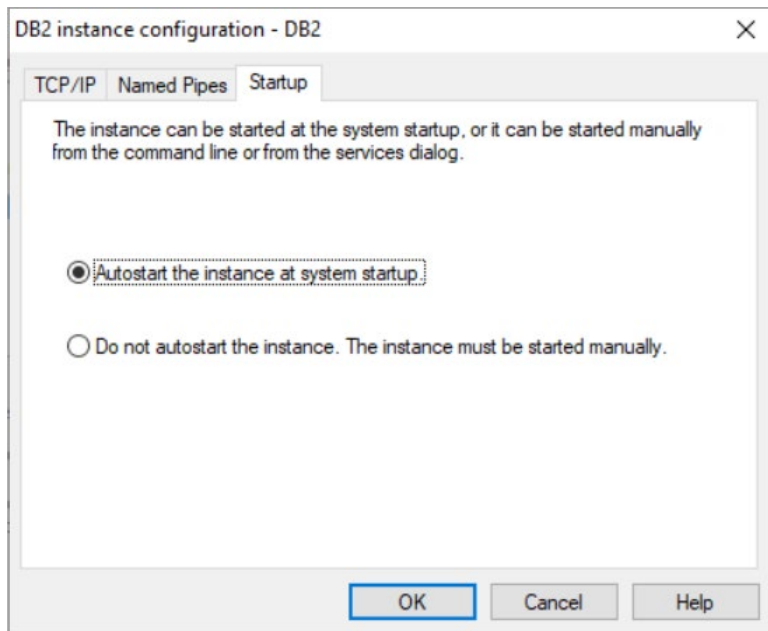 DB2 instance configuration - DB2
TCP/IP Named Pipes Startup
The instance can be started at the system startup, or it can be started manually
from the command line or from the services dialog.
Autostart the instance at system startup.
Do not autostart the instance. The instance must be started manually.
OK Cancel Help